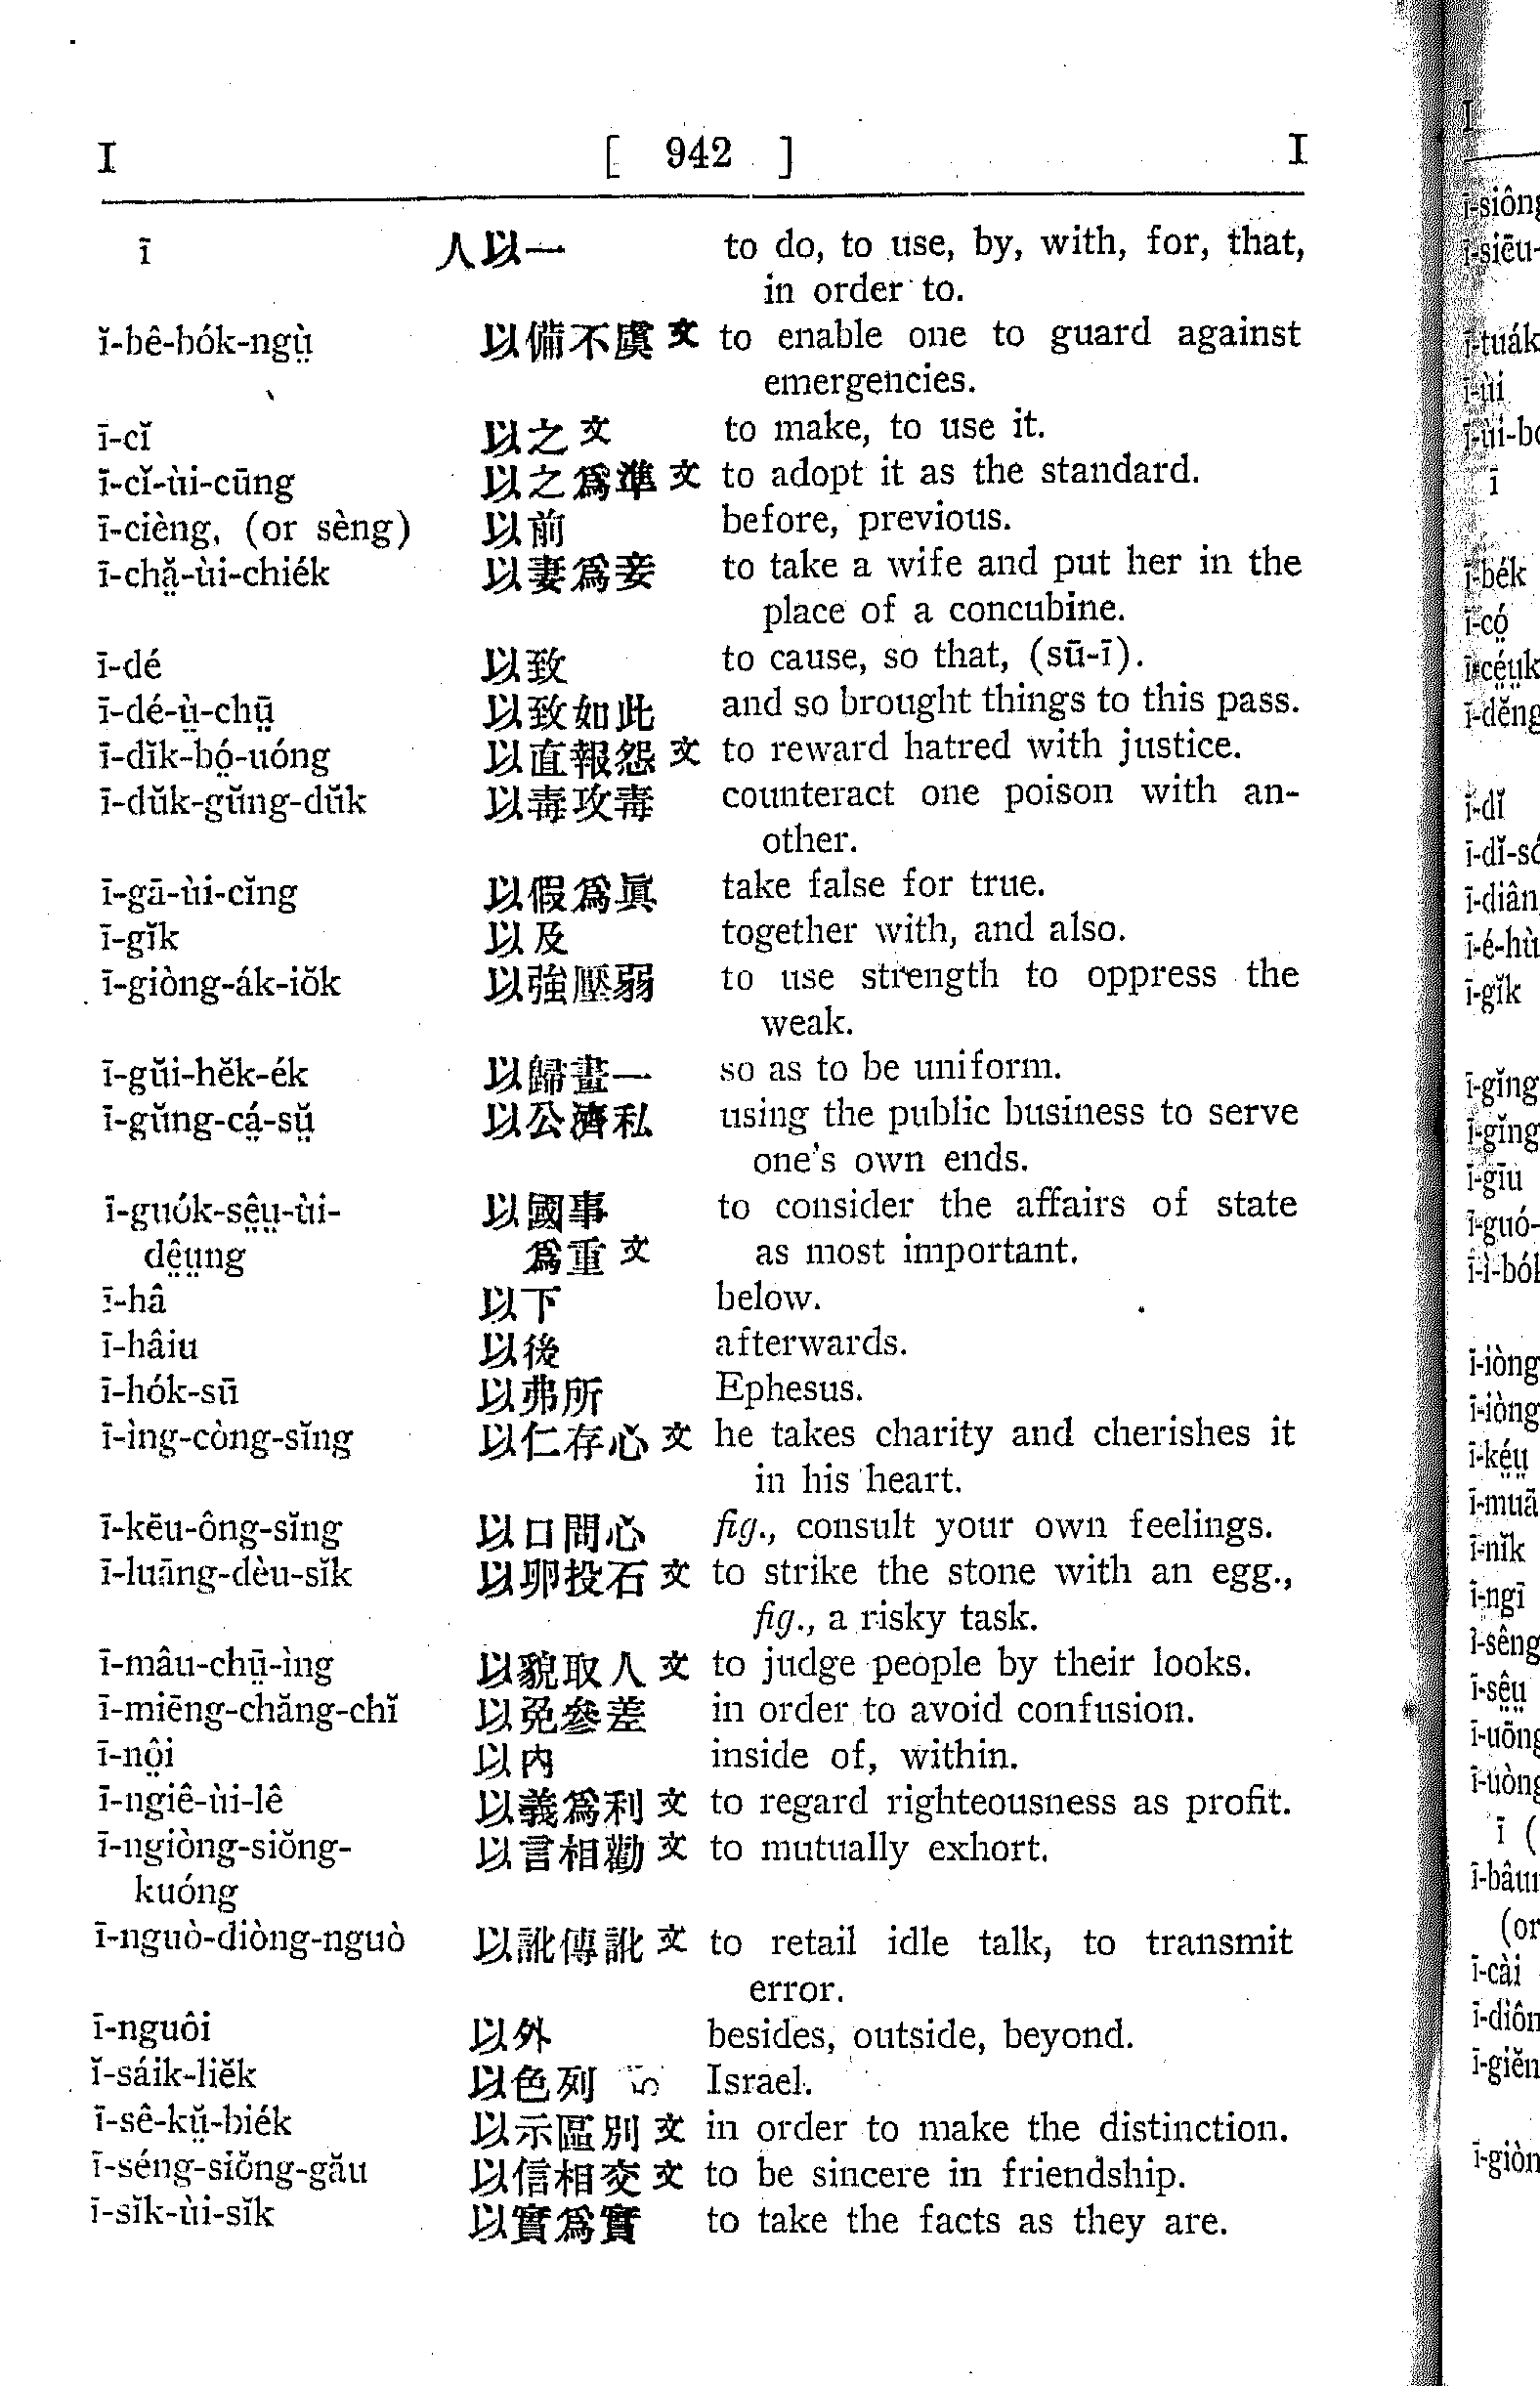 I [ 942 ] I
ī 人以一 to do, to use, by, with, for, that,
in order to.
ĭ-bê-bók-ngṳ̀ 以備不虞文 to enable one to guard against
emergencies.
ī-cĭ 以之文 to make, to use it.
ī-cĭ-ùi-cūng 以之爲準文 to adopt it as the standard.
ī-cièng, (or sèng) 以前 before, previous.
ī-chă̤-ùi-chiék 以妻爲妾 to take a wife and put her in the
place of a concubine.
ī-dé 以致 to cause, so that, (sū-ī).
ī-dé-ṳ̀-chṳ̄ 以致如此 and so brought things to this pass.
ī-dĭk-bó̤-uóng 以直報怨文 to reward hatred with justice.
ī-dŭk-gŭng-dŭk 以毒攻毒 counteract one poison with an-
other.
ī-gā-ùi-cĭng 以假爲眞 take false for true.
ī-gĭk 以及 together with, and also.
ī-giòng-ák-iŏk 以強壓弱 to use strength to oppress the
weak.
ī-gŭi-hĕk-ék 以歸畫一 so as to be uniform.
ī-gŭng-cá̤-sṳ̆ 以公濟私 using the public business to serve
one's own ends.
ī-guók-sê̤ṳ-ùi- 以國事 to consider the affairs of state
dê̤ṳng 爲重文 as most important.
ī-hâ 以下 below.
ī-hâiu 以後 afterwards.
ī-hók-sū 以弗所 Ephesus.
ī-ìng-còng-sĭng 以仁存心文 he takes charity and cherishes it
in his heart.
ī-kēu-ông-sĭng 以口問心 fig., consult your own feelings.
ī-luāng-dèu-sĭk 以卵投石文 to strike the stone with an egg.,
fig., a risky task.
ī-mâu-chṳ̄-ìng 以貌取人文 to judge people by their looks.
ī-miēng-chăng-chĭ 以免參差 in order to avoid confusion.
ī-nô̤i 以内 inside of, within.
ī-ngiê-ùi-lê 以義爲利文 to regard righteousness as profit.
ī-ngiòng-siŏng- 以言相勸文 to mutually exhort.
kuóng
ī-nguò-diòng-nguò 以訛傳訛文 to retail idle talk, to transmit
error.
ī-nguôi 以外 besides, outside, beyond.
ĭ-sáik-liĕk 以色列 Israel.
ī-sê-kṳ̆-biék 以示區別文 in order to make the distinction.
ī-séng-siŏng-gău 以信相交文 to be sincere in friendship.
ī-sĭk-ùi-sĭk 以實爲實 to take the facts as they are.
I
ī-siông
ī-siēu-
ī-tuák
ī-ùi
ī
ī-bék
ī-có̤
ī-cé̤ṳk
ī-dĕng
ī-dĭ
ī-diân
ī-é-hù
ī-gĭk
ī-gĭng
ī-gĭng
ī-gīu
ī-guó-
ī-ì-bók
ī-iòng
ī-iòng
ī-ké̤ṳ
ī-muā
ī-nĭk
ī-ngī
ī-sêng
ī-sê̤ṳ
ī-uōng
ī-uòng
ī (
ī-bâun
(or
ī-cài
ī-diôn
ī-giĕn
ī-giòn